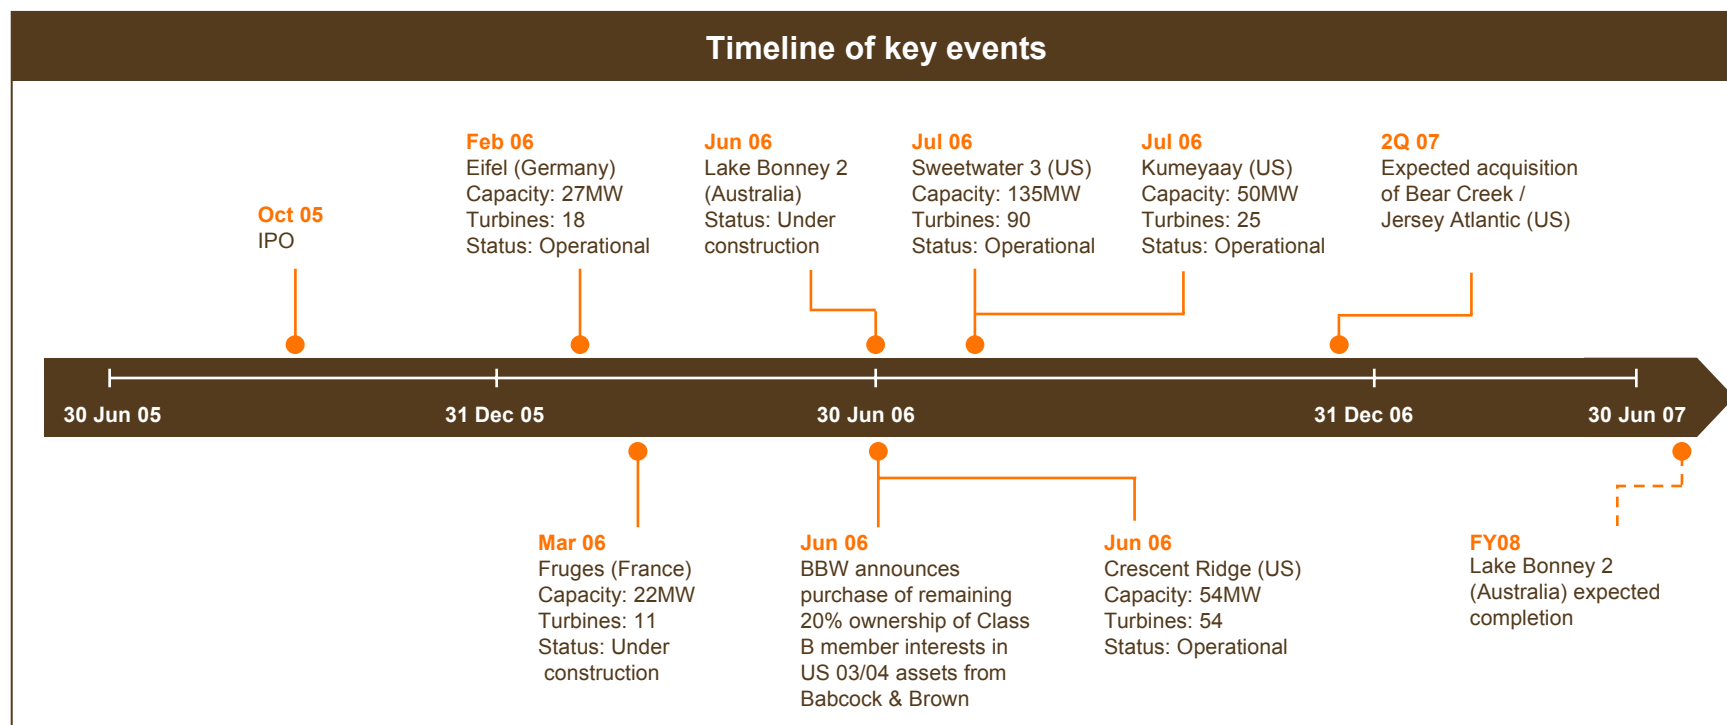 Timeline of key events
Oct 05
IPO
Feb 06
Eifel (Germany)
Capacity: 27MW
Turbines: 18
Status: Operational
Jun 06
Lake Bonney 2
(Australia)
Status: Under
construction
Jul 06
Sweetwater 3 (US)
Capacity: 135MW
Turbines: 90
Status: Operational
Jul 06
Kumeyaay (US)
Capacity: 50MW
Turbines: 25
Status: Operational
2Q 07
Expected acquisition
of Bear Creek /
Jersey Atlantic (US)
30 Jun 05
31 Dec 05
30 Jun 06
31 Dec 06
30 Jun 07
Mar 06
Fruges (France)
Capacity: 22MW
Turbines: 11
Status: Under
construction
Jun 06
BBW announces
purchase of remaining
20% ownership of Class
B member interests in
US 03/04 assets from
Babcock & Brown
Jun 06
Crescent Ridge (US)
Capacity: 54MW
Turbines: 54
Status: Operational
FY08
Lake Bonney 2
(Australia) expected
completion